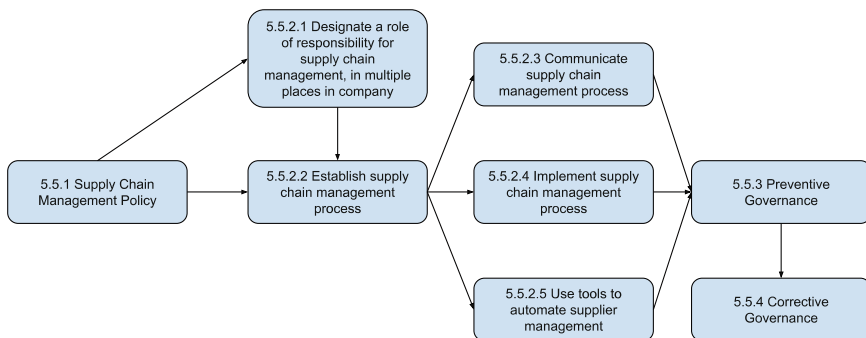 5.5.2.1 Designate a role
of responsibility for
supply chain
management, in multiple
places in company
5.5.2.3 Communicate
supply chain
management process
5.5.1 Supply Chain
Management Policy
5.5.2.2 Establish supply
chain management
process
5.5.2.4 Implement supply
chain management
process
5.5.3 Preventive
Governance
5.5.2.5 Use tools to
automate supplier
management
5.5.4 Corrective
Governance